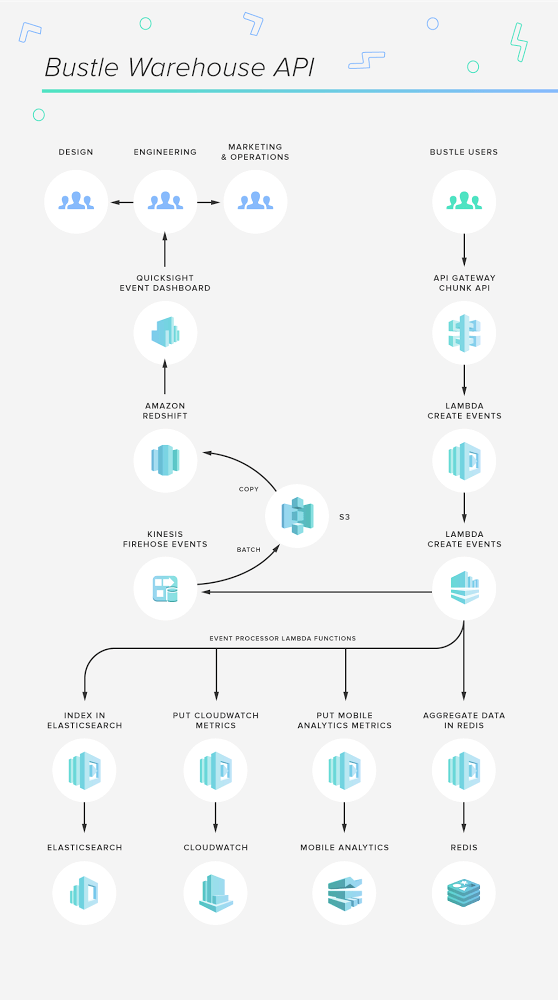 Bustle Warehouse API
DESIGN
ENGINEERING
MARKETING
& OPERATIONS
BUSTLE USERS
QUICKSIGHT
EVENT DASHBOARD
API GATEWAY
CHUNK API
AMAZON
REDSHIFT
LAMBDA
CREATE EVENTS
COPY
S3
KINESIS
FIREHOSE EVENTS
BATCH
LAMBDA
CREATE EVENTS
EVENT PROCESSOR LAMBDA FUNCTIONS
INDEX IN
ELASTICSEARCH
PUT CLOUDWATCH
METRICS
PUT MOBILE
ANALYTICS METRICS
AGGREGATE DATA
IN REDIS
ELASTICSEARCH
CLOUDWATCH
MOBILE ANALYTICS
REDIS